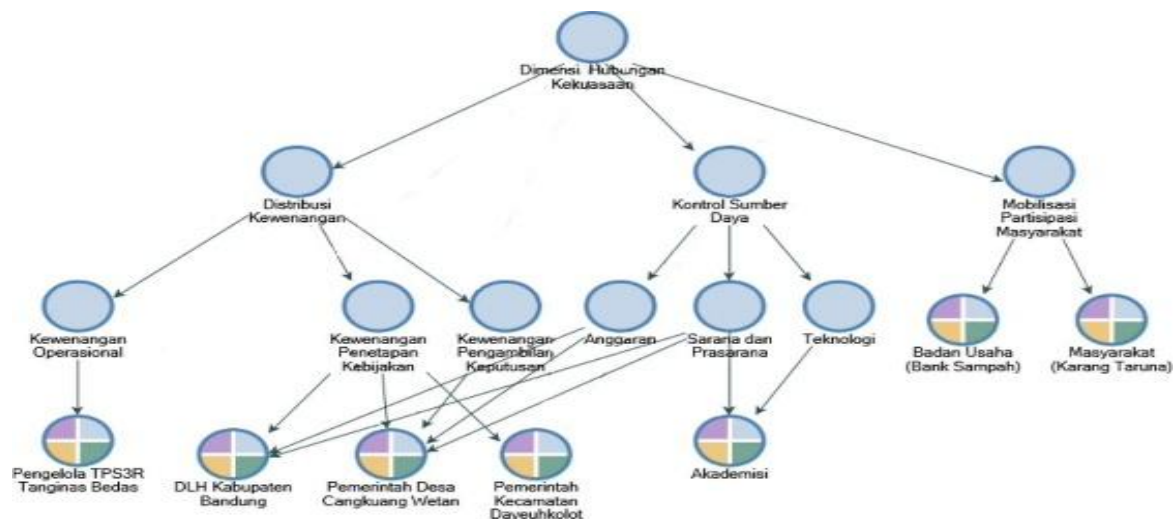 Dimensi Hubungan
Kekuasaan
Distribusi
Kewenangan
Kontrol Sumber
Daya
Mobilisasi
Partisipasi
Masyarakat
Kewenangan
Operasional
Kewenangan
Penetapan
Kebijakan
Kewenangan
Pengambilan
Keputusan
Anggaran
Sarana dan
Prasarana
Teknologi
Badan Usaha
(Bank Sampah)
Masyarakat
(Karang Taruna)
Pengelola TPS3R
Tanginas Bedas
DLH Kabupaten
Bandung
Pemerintah Desa
Cangkuang Wetan
Pemerintah
Kecamatan
Dayeuhkolot
Akademisi